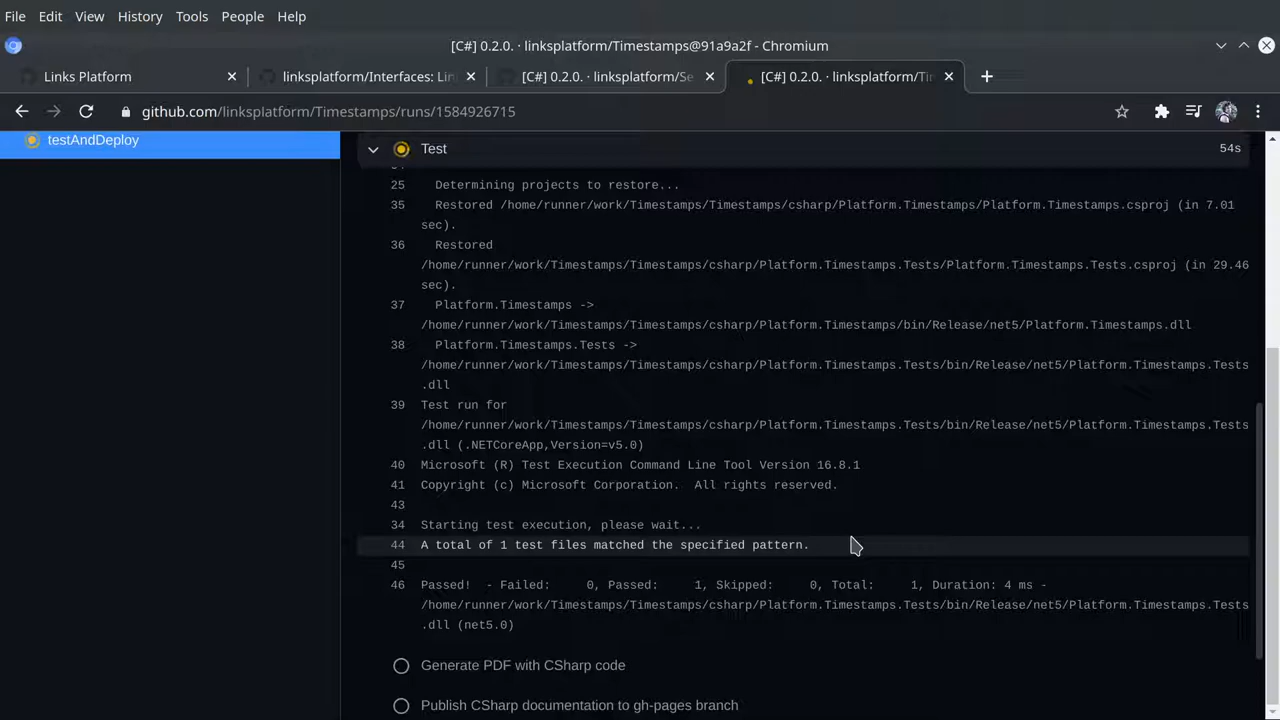 File Edit View History Tools People Help
[C#] 0.2.0. · linksplatform/Timestamps@91a9a2f - Chromium
Links Platform
linksplatform/Interfaces: Lin
[C#] 0.2.0. · linksplatform/Se
[C#] 0.2.0. · linksplatform/Tim
github.com/linksplatform/Timestamps/runs/1584926715
testAndDeploy
Test 54s
25 Determining projects to restore...
35 Restored /home/runner/work/Timestamps/Timestamps/csharp/Platform.Timestamps/Platform.Timestamps.csproj (in 7.01
sec).
36 Restored
/home/runner/work/Timestamps/Timestamps/csharp/Platform.Timestamps.Tests/Platform.Timestamps.Tests.csproj (in 29.46
sec).
37 Platform.Timestamps ->
/home/runner/work/Timestamps/Timestamps/csharp/Platform.Timestamps/bin/Release/net5/Platform.Timestamps.dll
38 Platform.Timestamps.Tests ->
/home/runner/work/Timestamps/Timestamps/csharp/Platform.Timestamps.Tests/bin/Release/net5/Platform.Timestamps.Tests
.dll
39 Test run for
/home/runner/work/Timestamps/Timestamps/csharp/Platform.Timestamps.Tests/bin/Release/net5/Platform.Timestamps.Tests
.dll (.NETCoreApp,Version=v5.0)
40 Microsoft (R) Test Execution Command Line Tool Version 16.8.1
41 Copyright (c) Microsoft Corporation. All rights reserved.
43
34 Starting test execution, please wait...
44 A total of 1 test files matched the specified pattern.
45
46 Passed! - Failed: 0, Passed: 1, Skipped: 0, Total: 1, Duration: 4 ms -
/home/runner/work/Timestamps/Timestamps/csharp/Platform.Timestamps.Tests/bin/Release/net5/Platform.Timestamps.Tests
.dll (net5.0)
Generate PDF with CSharp code
Publish CSharp documentation to gh-pages branch